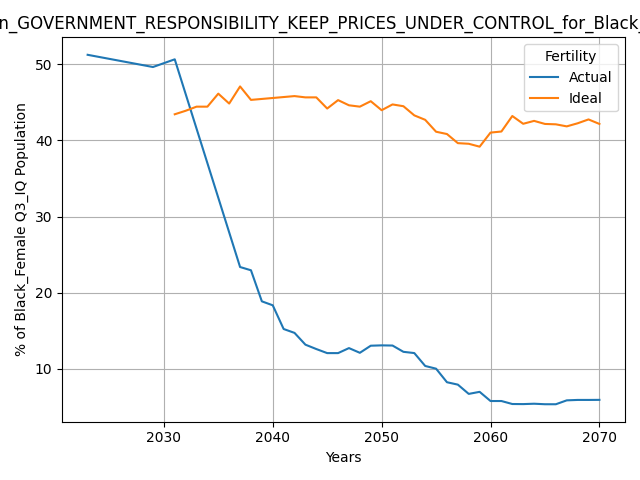 n_GOVERNMENT_RESPONSIBILITY_KEEP_PRICES_UNDER_CONTROL_for_Black_
Fertility
Actual
Ideal
% of Black_Female Q3_IQ Population
50
40
30
20
10
2030 2040 2050 2060 2070
Years